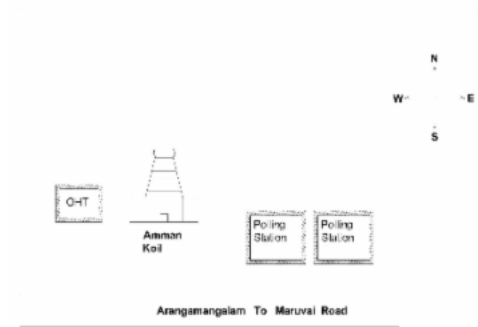 N
W E
S
OHT
Amman
Koil
Polling
Station
Polling
Station
Arangamangalam To Maruvai Road